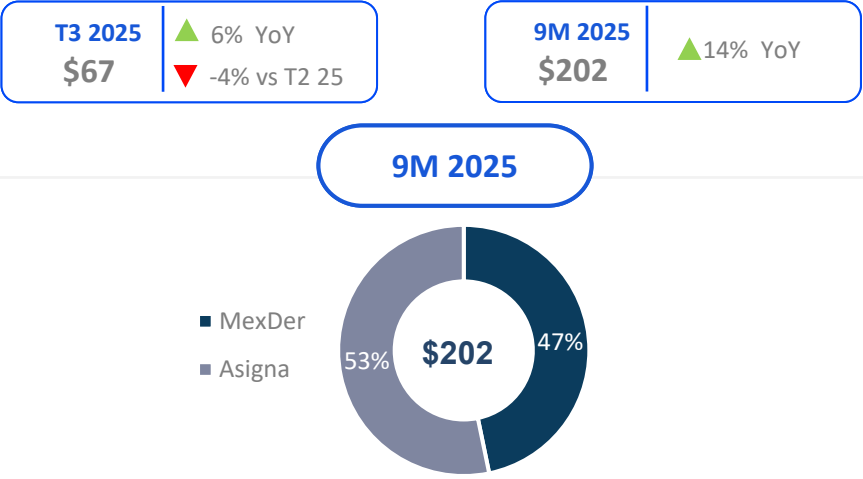 T3 2025
$67
6% YoY
-4% vs T2 25
9M 2025
$202
14% YoY
9M 2025
MexDer
Asigna
53%
$202
47%